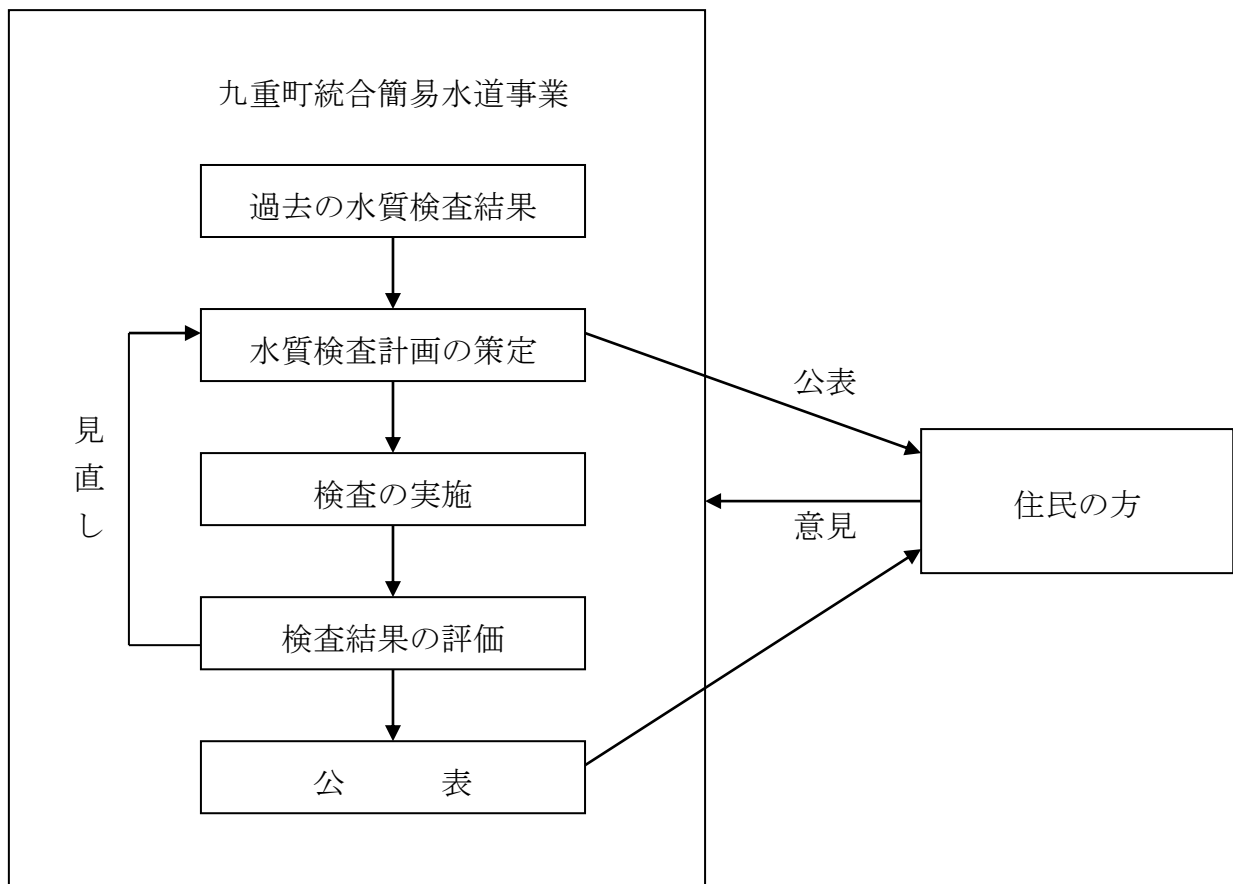 九重町統合簡易水道事業
過去の水質検査結果
水質検査計画の策定
公表
見直し
検査の実施
住民の方
意見
検査結果の評価
公　　　表